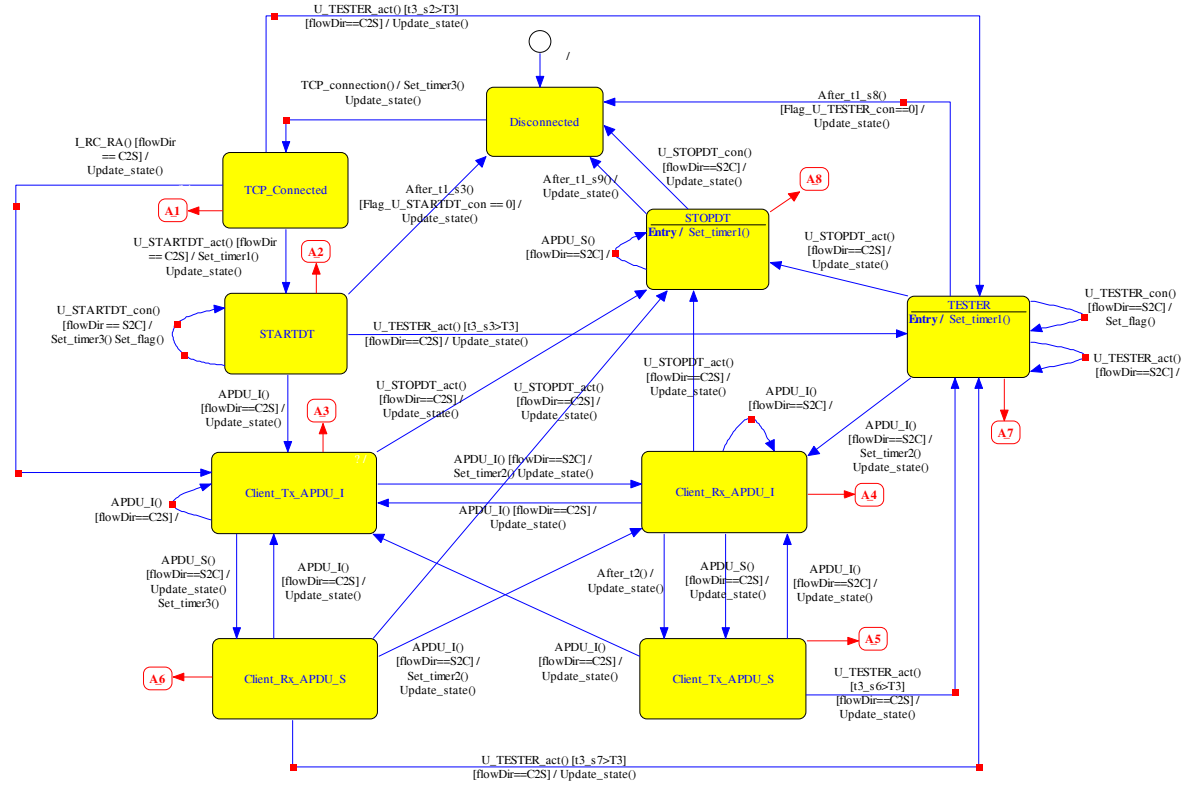 U_TESTER_act() [t3_s2>T3]
[flowDir==C2S] / Update_state()
/
TCP_connection() / Set_timer3()
Update_state()
Disconnected
After_t1_s8()
[Flag_U_TESTER_con==0] /
Update_state()
I_RC_RA() [flowDir
== C2S] /
Update_state()
TCP_Connected
A1
After_t1_s3()
[Flag_U_STARTDT_con == 0] /
Update_state()
After_t1_s9() /
Update_state()
U_STOPDT_con()
[flowDir==S2C] /
Update_state()
A8
STOPDT
Entry / Set_timer1()
APDU_S()
[flowDir==S2C] /
U_STOPDT_act()
[flowDir==C2S] /
Update_state()
U_STARTDT_act() [flowDir
== C2S] / Set_timer1()
Update_state()
A2
U_STARTDT_con()
[flowDir == S2C] /
Set_timer3() Set_flag()
STARTDT
U_TESTER_act() [t3_s3>T3]
[flowDir==C2S] / Update_state()
TESTER
Entry / Set_timer1()
U_TESTER_con()
[flowDir==S2C] /
Set_flag()
U_TESTER_act()
[flowDir==S2C] /
APDU_I()
[flowDir==C2S] /
Update_state()
A3
U_STOPDT_act()
[flowDir==C2S] /
Update_state()
U_STOPDT_act()
[flowDir==C2S] /
Update_state()
U_STOPDT_act()
[flowDir==C2S] /
Update_state()
APDU_I()
[flowDir==S2C] /
APDU_I()
[flowDir==S2C] /
Set_timer2()
Update_state()
A7
Client_Tx_APDU_I
APDU_I()
[flowDir==C2S] /
APDU_I() [flowDir==S2C] /
Set_timer2() Update_state()
APDU_I() [flowDir==C2S] /
Update_state()
Client_Rx_APDU_I
A4
APDU_S()
[flowDir==S2C] /
Update_state()
Set_timer3()
APDU_I()
[flowDir==C2S] /
Update_state()
After_t2() /
Update_state()
APDU_S()
[flowDir==C2S] /
Update_state()
APDU_I()
[flowDir==S2C] /
Update_state()
A6
Client_Rx_APDU_S
APDU_I()
[flowDir==S2C] /
Set_timer2()
Update_state()
APDU_I()
[flowDir==C2S] /
Update_state()
Client_Tx_APDU_S
A5
U_TESTER_act()
[t3_s6>T3]
[flowDir==C2S] /
Update_state()
U_TESTER_act() [t3_s7>T3]
[flowDir==C2S] / Update_state()